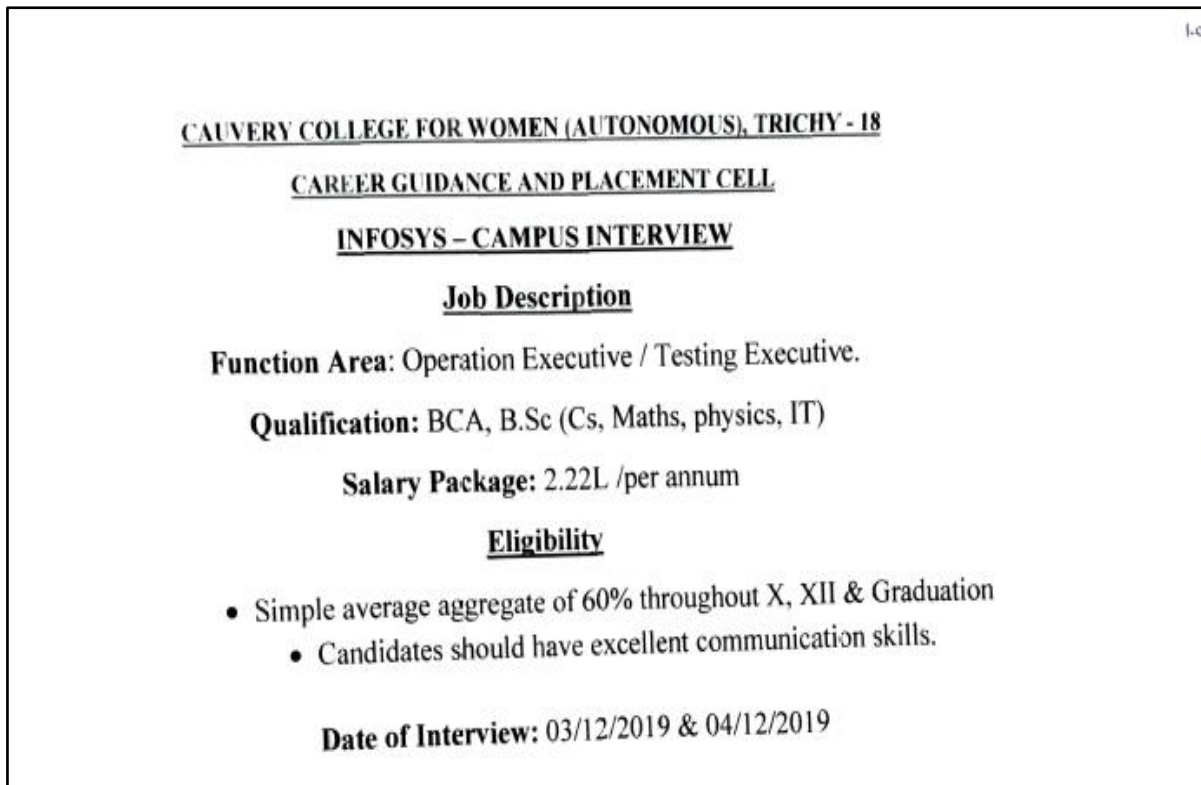 CAUVERY COLLEGE FOR WOMEN (AUTONOMOUS), TRICHY - 18
CAREER GUIDANCE AND PLACEMENT CELL
INFOSYS – CAMPUS INTERVIEW
Job Description
Function Area: Operation Executive / Testing Executive.
Qualification: BCA, B.Sc (Cs, Maths, physics, IT)
Salary Package: 2.22L /per annum
Eligibility
• Simple average aggregate of 60% throughout X, XII & Graduation
• Candidates should have excellent communication skills.
Date of Interview: 03/12/2019 & 04/12/2019